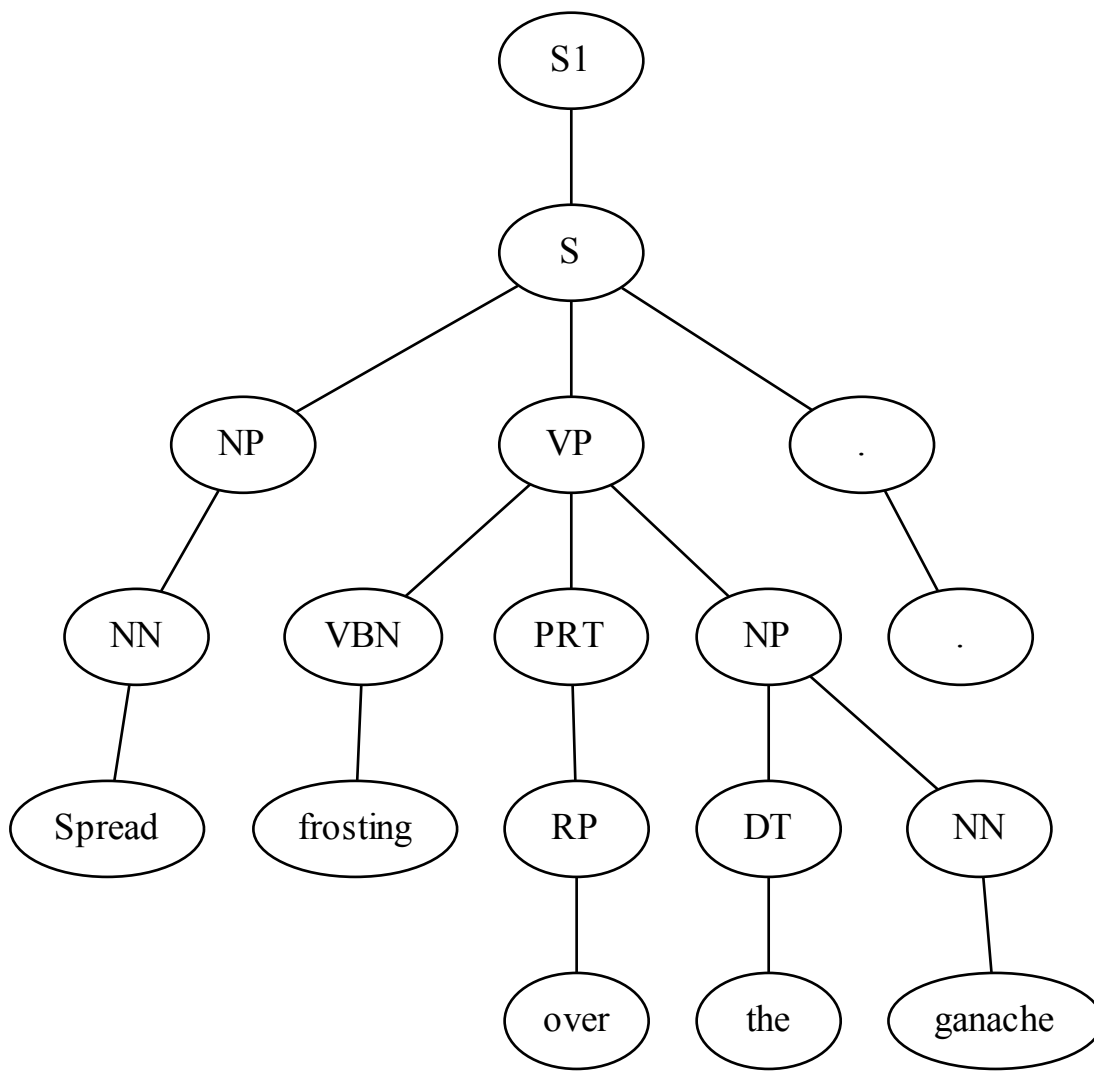 S1
S
NP VP .
NN VBN PRT NP .
Spread frosting RP DT NN
over the ganache